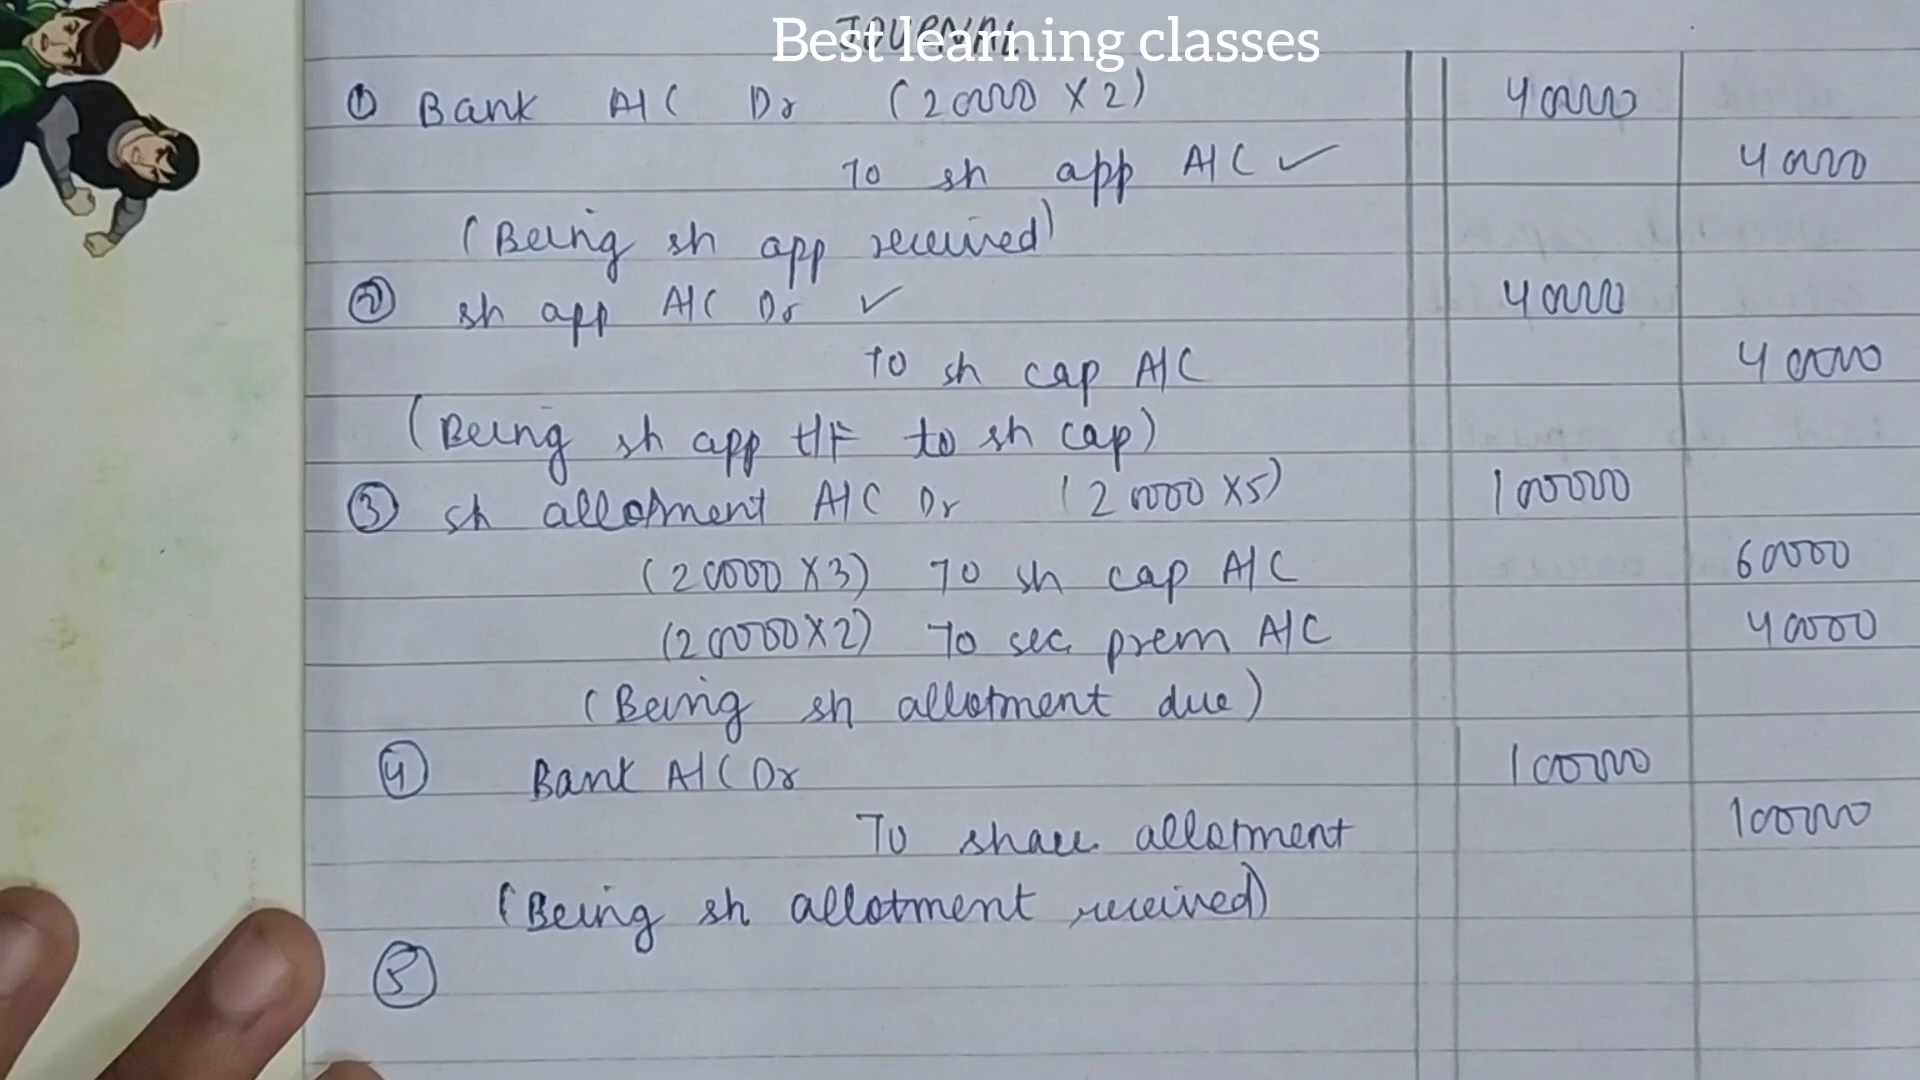 JOURNAL
Best learning classes
① Bank A/C Dr (20000 X 2) 40000
To sh app A/C ✓ 40000
(Being sh app received)
② sh app A/C Dr ✓ 40000
To sh cap A/C 40000
(Being sh app t/F to sh cap)
③ sh allotment A/C Dr (20000 X5) 100000
(20000 X3) To sh cap A/C 60000
(20000 X2) To sec prem A/C 40000
(Being sh allotment due)
④ Bank A/C Dr 100000
To share allotment 100000
(Being sh allotment received)
⑤